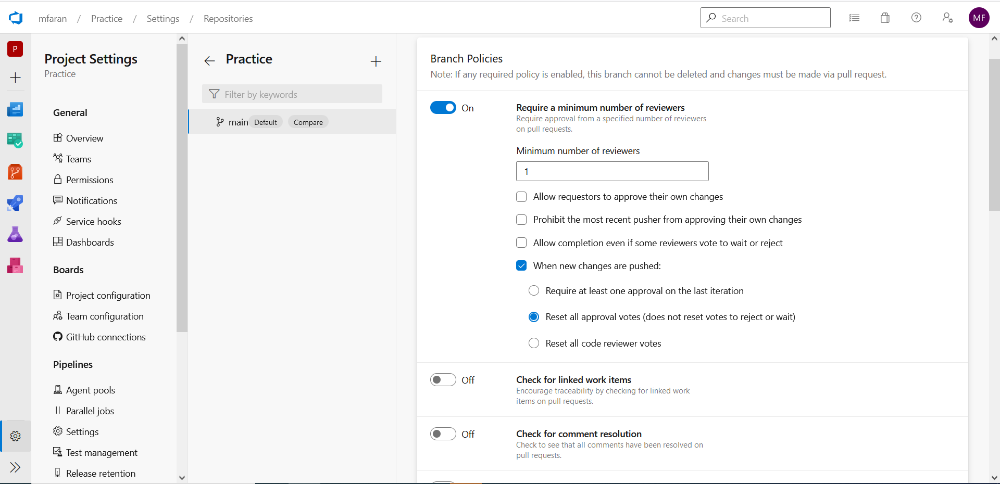 mfaran / Practice / Settings / Repositories
Search
MF
P
Project Settings
Practice
General
Overview
Teams
Permissions
Notifications
Service hooks
Dashboards
Boards
Project configuration
Team configuration
GitHub connections
Pipelines
Agent pools
Parallel jobs
Settings
Test management
Release retention
Practice
Filter by keywords
main Default Compare
Branch Policies
Note: If any required policy is enabled, this branch cannot be deleted and changes must be made via pull request.
On
Require a minimum number of reviewers
Require approval from a specified number of reviewers
on pull requests.
Minimum number of reviewers
1
Allow requestors to approve their own changes
Prohibit the most recent pusher from approving their own changes
Allow completion even if some reviewers vote to wait or reject
When new changes are pushed:
Require at least one approval on the last iteration
Reset all approval votes (does not reset votes to reject or wait)
Reset all code reviewer votes
Off
Check for linked work items
Encourage traceability by checking for linked work
items on pull requests.
Off
Check for comment resolution
Check to see that all comments have been resolved on
pull requests.